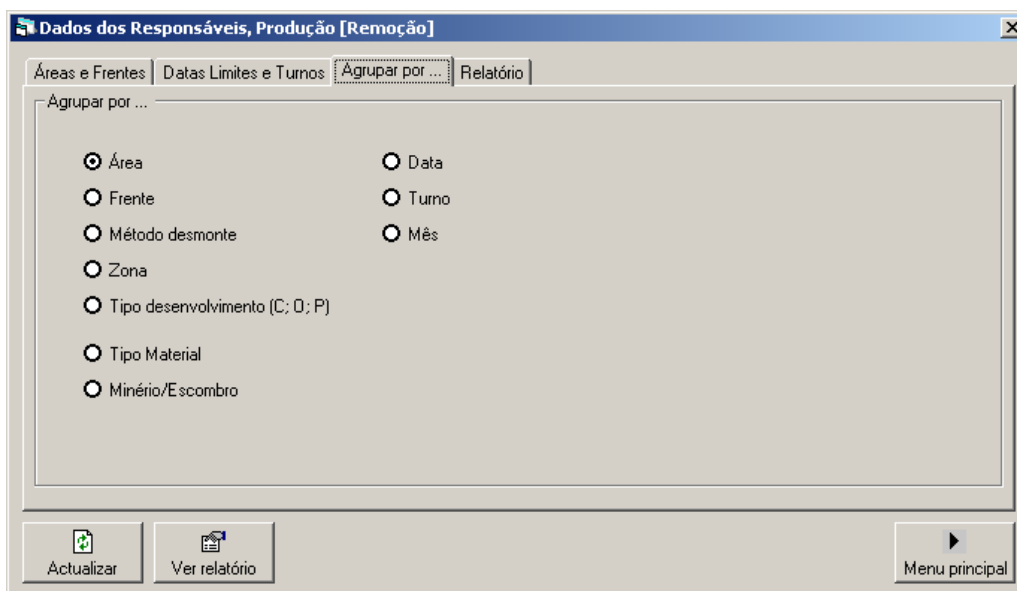 Dados dos Responsáveis, Produção [Remoção]
Áreas e Frentes Datas Limites e Turnos Agrupar por ... Relatório
Agrupar por ...
Área Data
Frente Turno
Método desmonte Mês
Zona
Tipo desenvolvimento (C; O; P)
Tipo Material
Minério/Escombro
Actualizar Ver relatório Menu principal